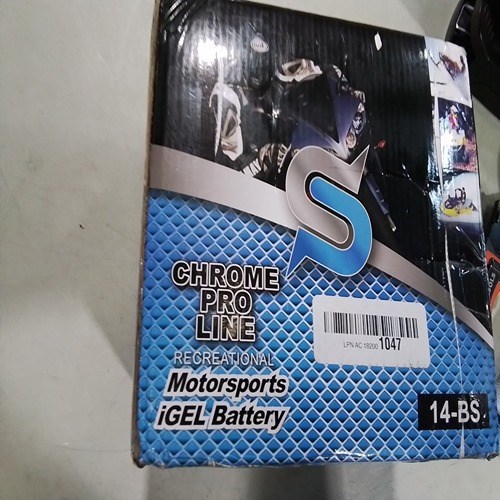 CHROME
PRO
LINE
RECREATIONAL
Motorsports
iGEL Battery
LPN AC 18200 1047
14-BS